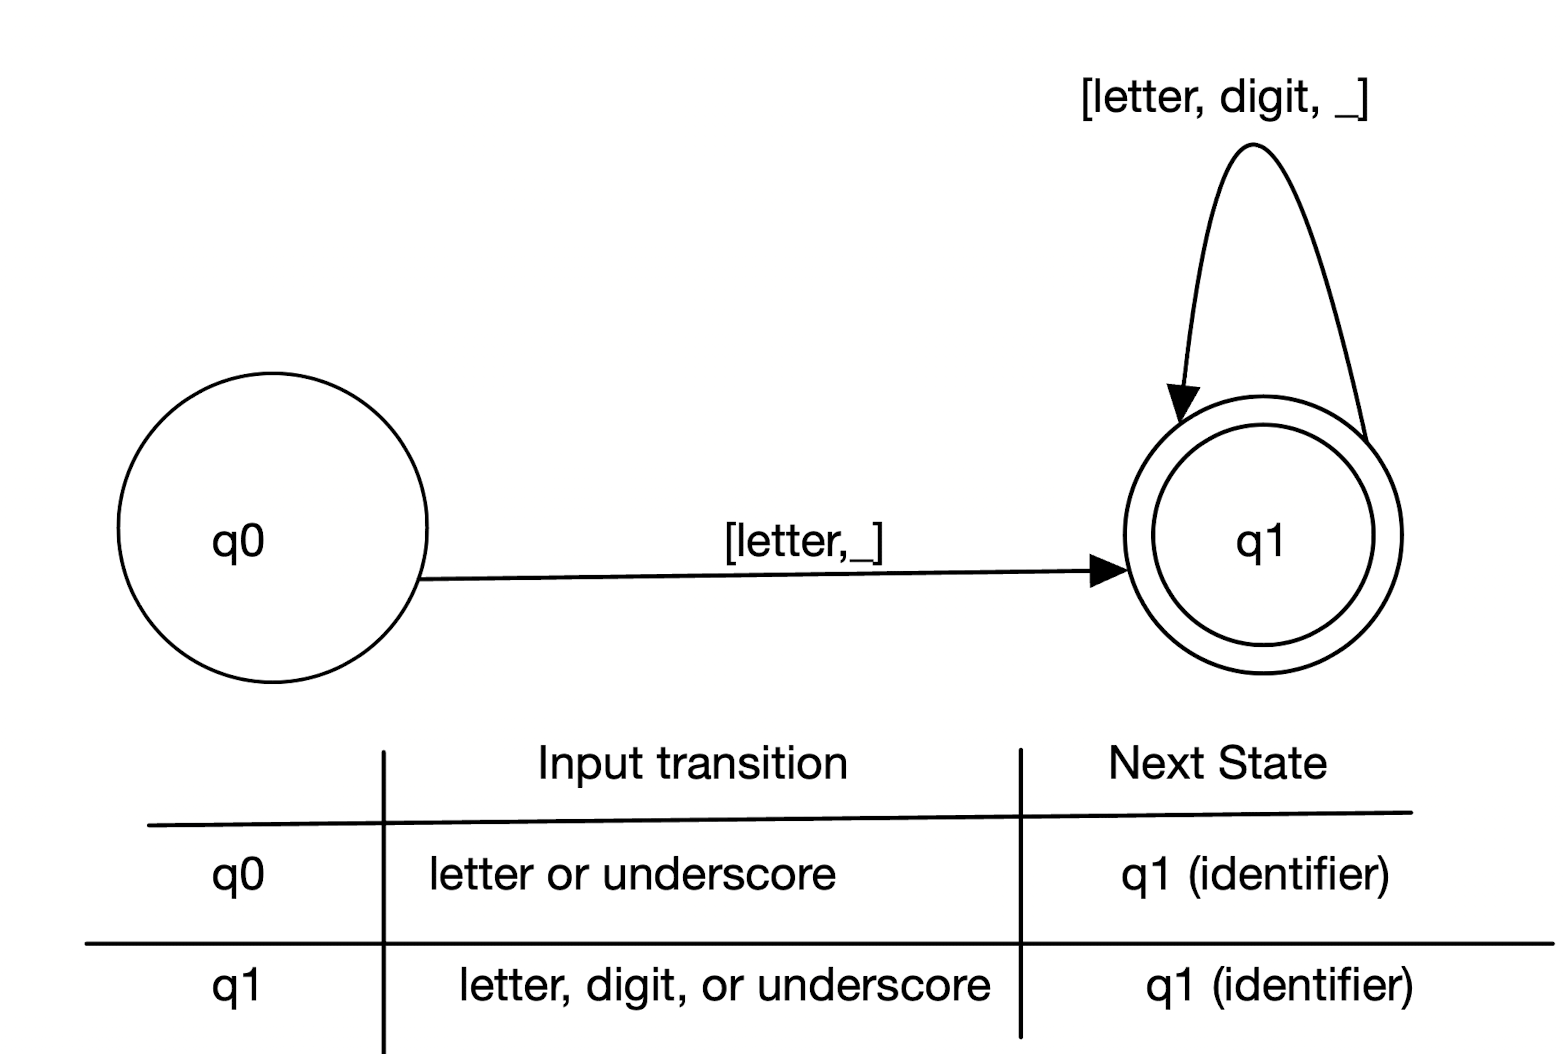 [letter, digit, _]
q0
[letter,_]
q1
Input transition Next State
q0 letter or underscore q1 (identifier)
q1 letter, digit, or underscore q1 (identifier)